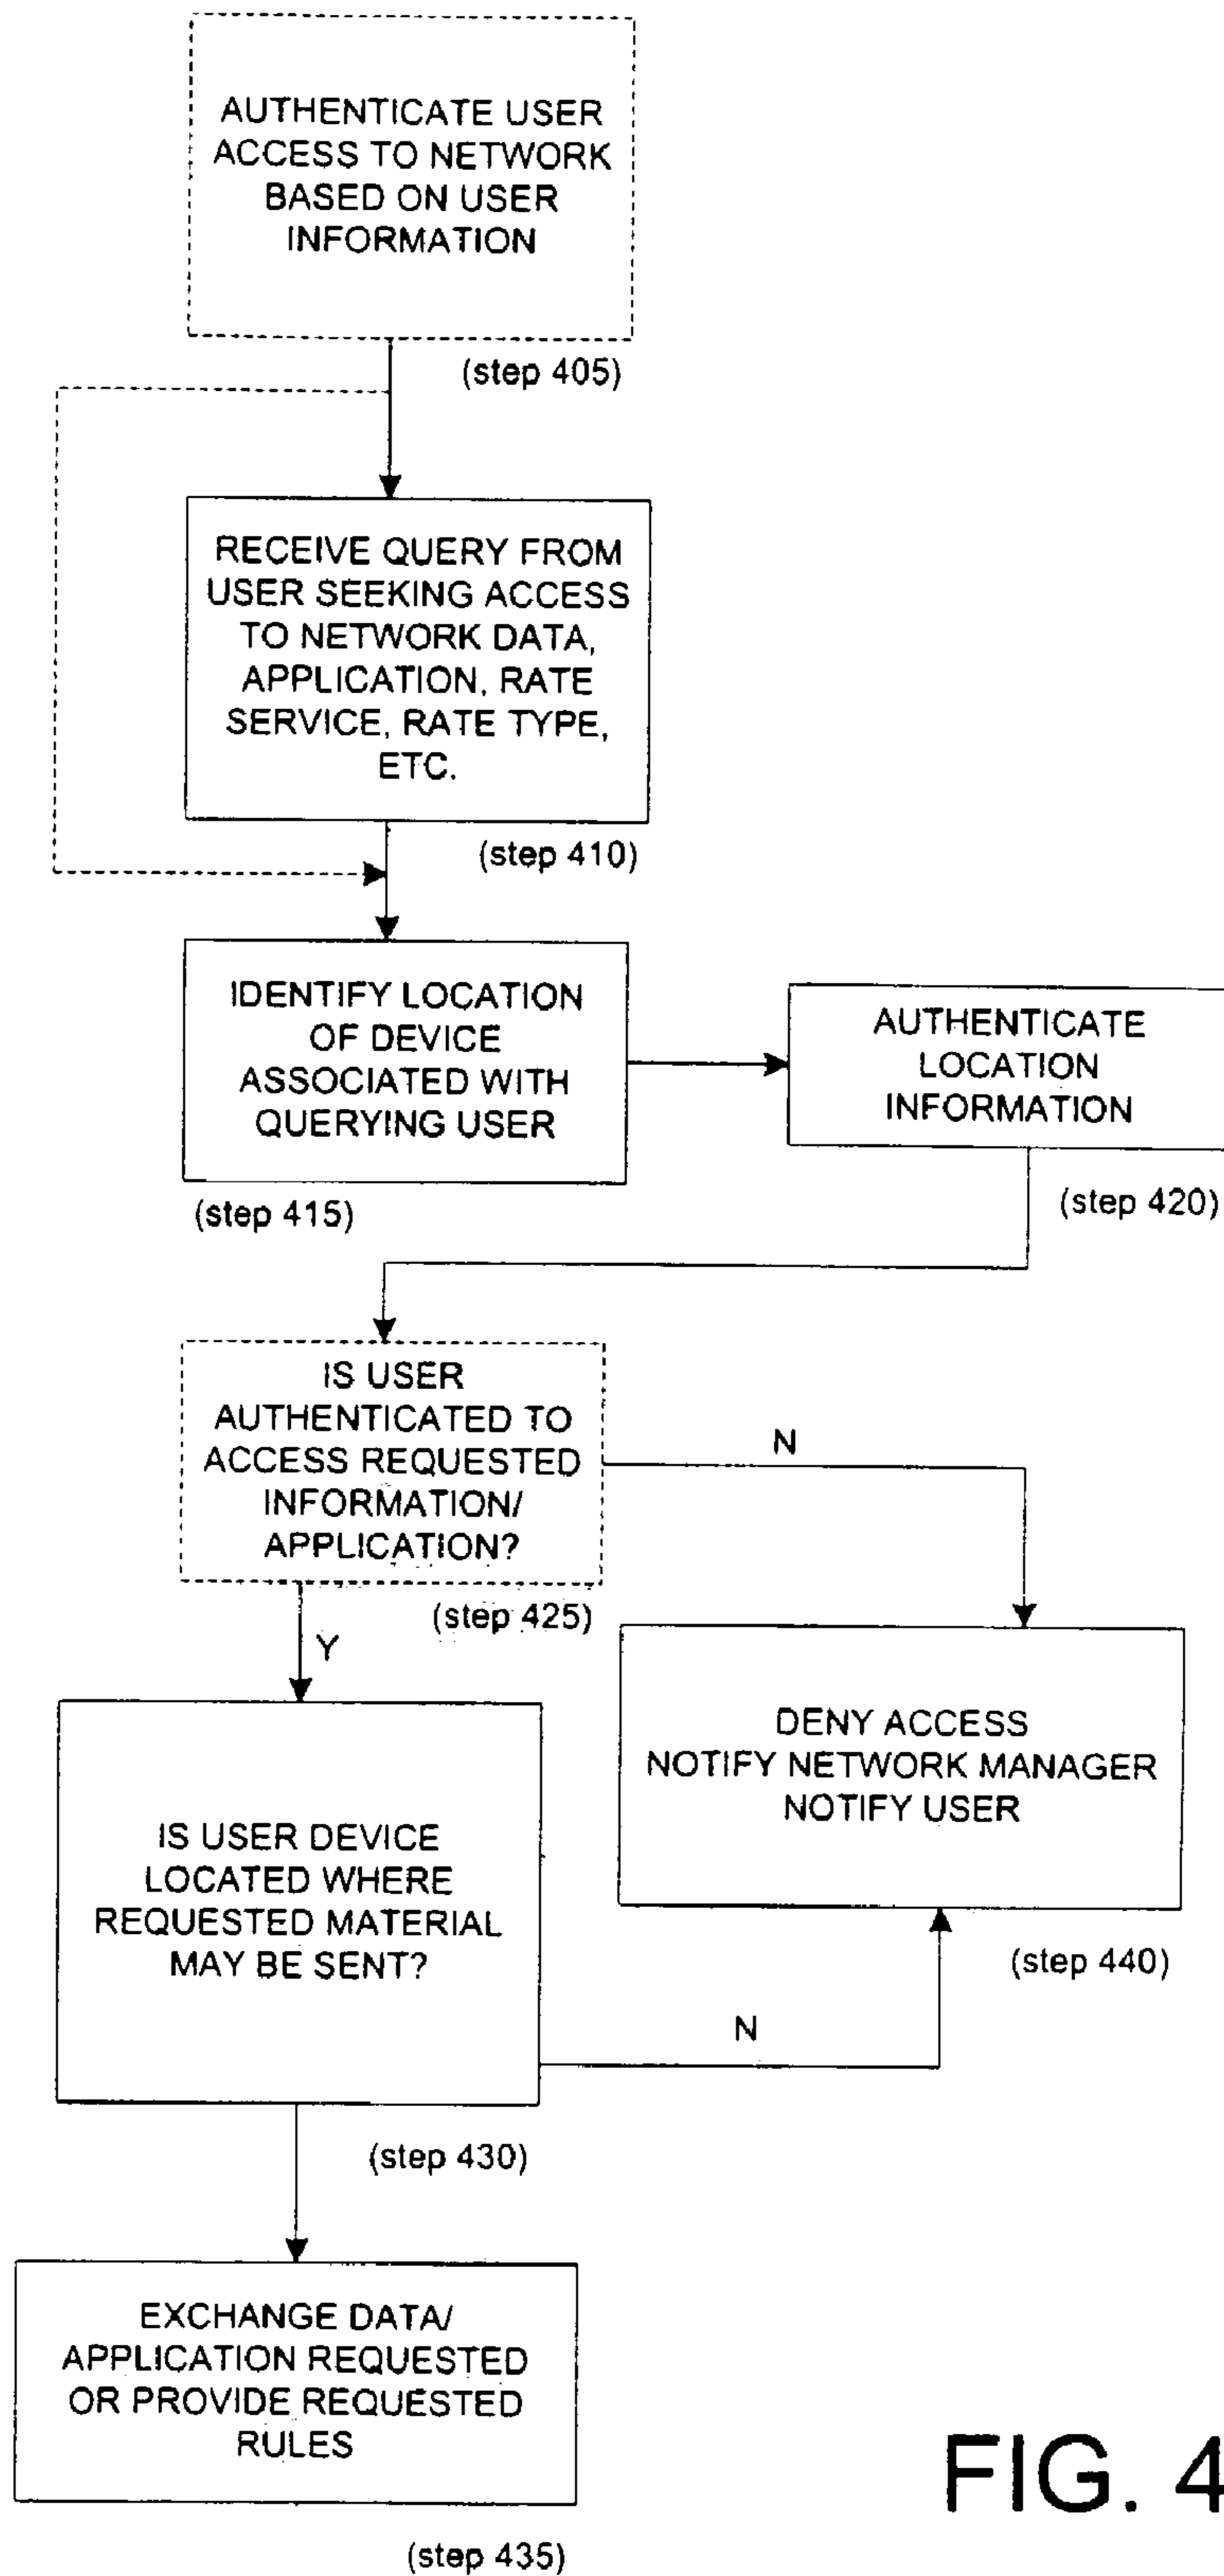 AUTHENTICATE USER
ACCESS TO NETWORK
BASED ON USER
INFORMATION
(step 405)
RECEIVE QUERY FROM
USER SEEKING ACCESS
TO NETWORK DATA,
APPLICATION, RATE
SERVICE, RATE TYPE,
ETC.
(step 410)
IDENTIFY LOCATION
OF DEVICE
ASSOCIATED WITH
QUERYING USER
(step 415)
AUTHENTICATE
LOCATION
INFORMATION
(step 420)
IS USER
AUTHENTICATED TO
ACCESS REQUESTED
INFORMATION/
APPLICATION?
(step 425)
N
Y
DENY ACCESS
NOTIFY NETWORK MANAGER
NOTIFY USER
(step 440)
IS USER DEVICE
LOCATED WHERE
REQUESTED MATERIAL
MAY BE SENT?
N
(step 430)
EXCHANGE DATA/
APPLICATION REQUESTED
OR PROVIDE REQUESTED
RULES
(step 435)
FIG. 4